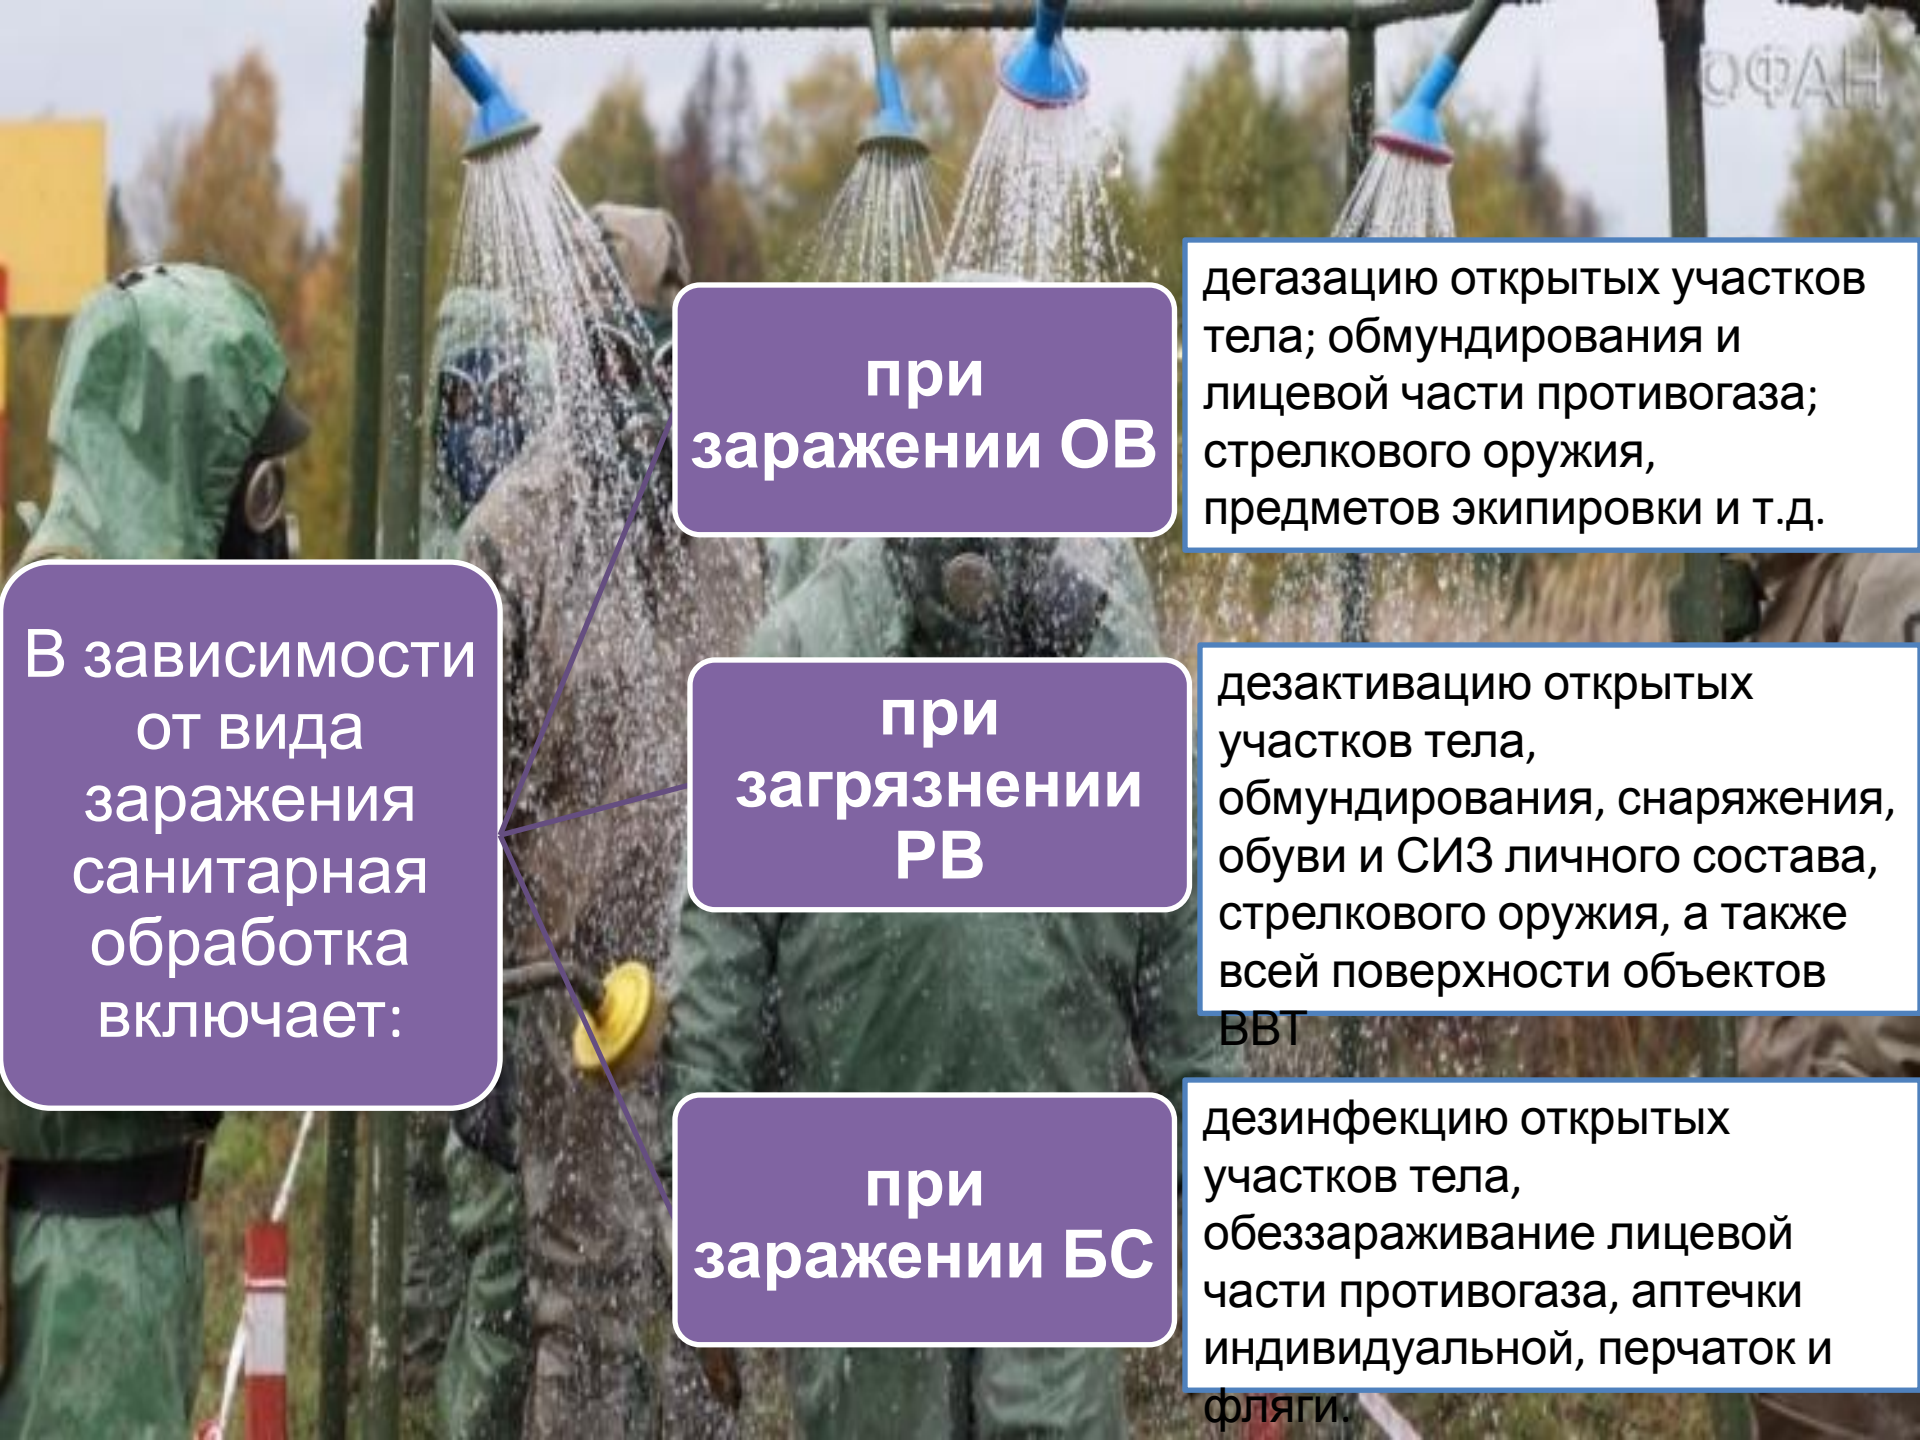 ОФАН
В зависимости
от вида
заражения
санитарная
обработка
включает:
при
заражении ОВ
дегазацию открытых участков
тела; обмундирования и
лицевой части противогаза;
стрелкового оружия,
предметов экипировки и т.д.
при
загрязнении
РВ
дезактивацию открытых
участков тела,
обмундирования, снаряжения,
обуви и СИЗ личного состава,
стрелкового оружия, а также
всей поверхности объектов
ВВТ
при
заражении БС
дезинфекцию открытых
участков тела,
обеззараживание лицевой
части противогаза, аптечки
индивидуальной, перчаток и
фляги.